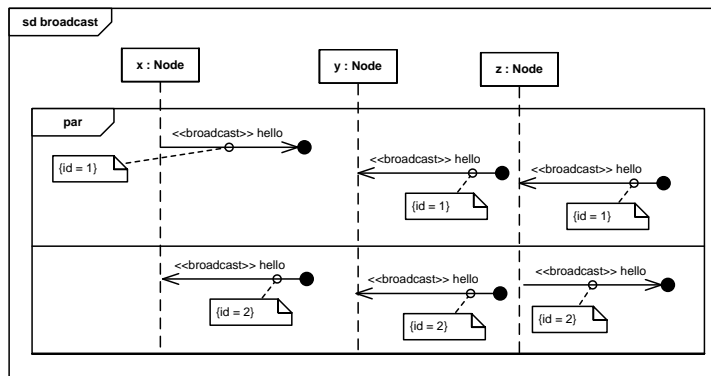 sd broadcast
x : Node
y : Node
z : Node
par
<<broadcast>> hello
{id = 1}
<<broadcast>> hello
{id = 1}
<<broadcast>> hello
{id = 1}
<<broadcast>> hello
{id = 2}
<<broadcast>> hello
{id = 2}
<<broadcast>> hello
{id = 2}